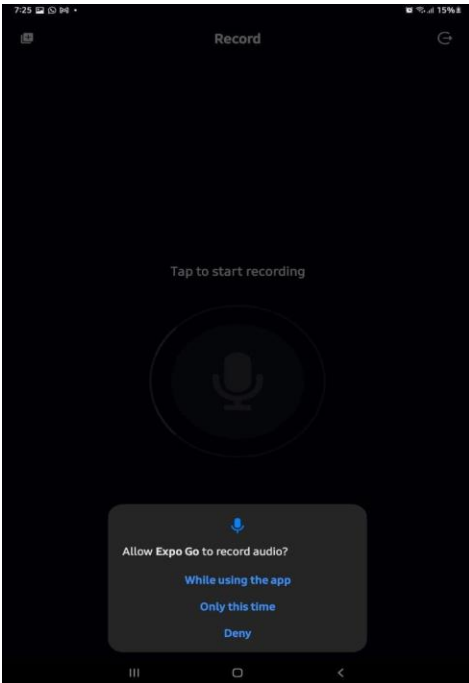 7:25
15%
Record
Tap to start recording
Allow Expo Go to record audio?
While using the app
Only this time
Deny